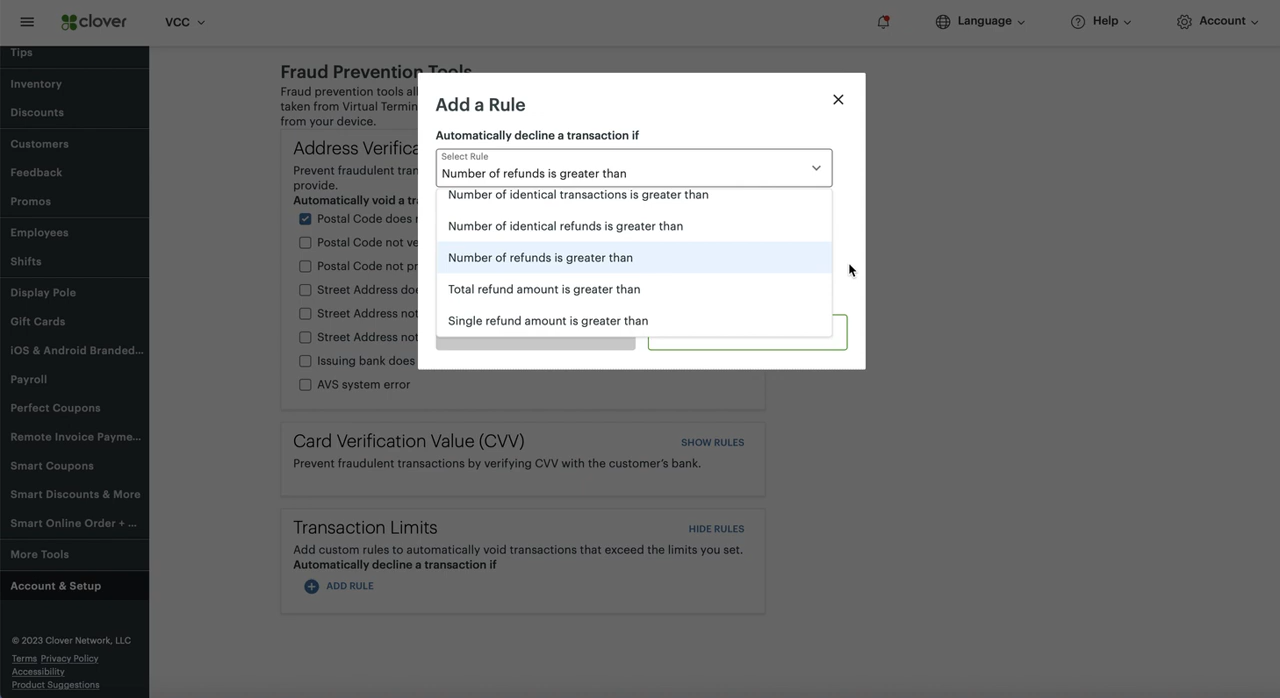 clover
VCC
Language
Help
Account
Tips
Inventory
Discounts
Customers
Feedback
Promos
Employees
Shifts
Display Pole
Gift Cards
iOS & Android Branded...
Payroll
Perfect Coupons
Remote Invoice Payme...
Smart Coupons
Smart Discounts & More
Smart Online Order + ...
More Tools
Account & Setup
© 2023 Clover Network, LLC
Terms Privacy Policy
Accessibility
Product Suggestions
Fraud Prevention Tools
Fraud prevention tools
taken from Virtual
from your device.
Address
Prevent fraudulent
provide.
Automatically void a
Postal Code does
Postal Code not
Postal Code not
Street Address
Street Address not
Street Address not
Issuing bank does
AVS system error
Add a Rule
Automatically decline a transaction if
Select Rule
Number of refunds is greater than
Number of identical transactions is greater than
Number of identical refunds is greater than
Number of refunds is greater than
Total refund amount is greater than
Single refund amount is greater than
Card Verification Value (CVV)
SHOW RULES
Prevent fraudulent transactions by verifying CVV with the customer's bank.
Transaction Limits
HIDE RULES
Add custom rules to automatically void transactions that exceed the limits you set.
Automatically decline a transaction if
ADD RULE